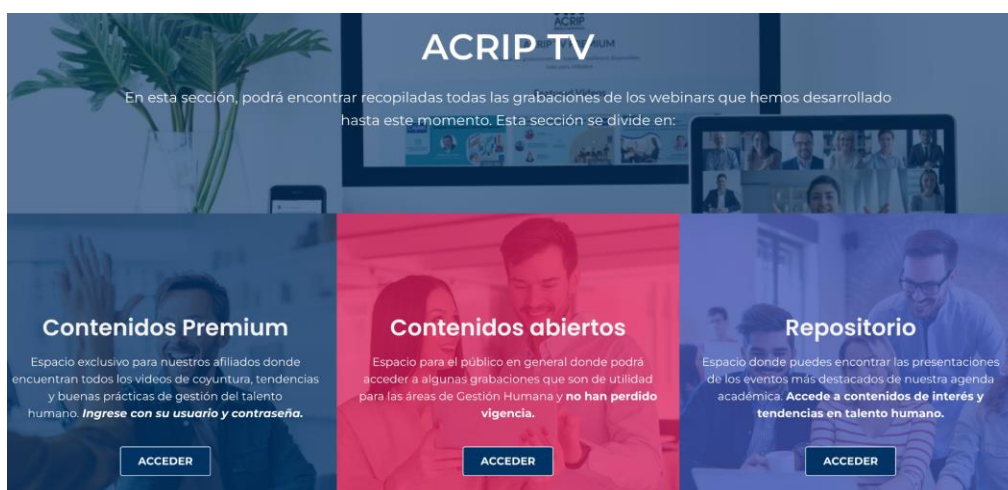 ACRIP
ACRIP TV
En esta sección, podrá encontrar recopiladas todas las grabaciones de los webinars que hemos desarrollado
hasta este momento. Esta sección se divide en:
Contenidos Premium
Espacio exclusivo para nuestros afiliados donde
encuentran todos los videos de coyuntura, tendencias
y buenas prácticas de gestión del talento
humano. Ingrese con su usuario y contraseña.
ACCEDER
Contenidos abiertos
Espacio para el público en general donde podrá
acceder a algunas grabaciones que son de utilidad
para las áreas de Gestión Humana y no han perdido
vigencia.
ACCEDER
Repositorio
Espacio donde puedes encontrar las presentaciones
de los eventos más destacados de nuestra agenda
académica. Accede a contenidos de interés y
tendencias en talento humano.
ACCEDER